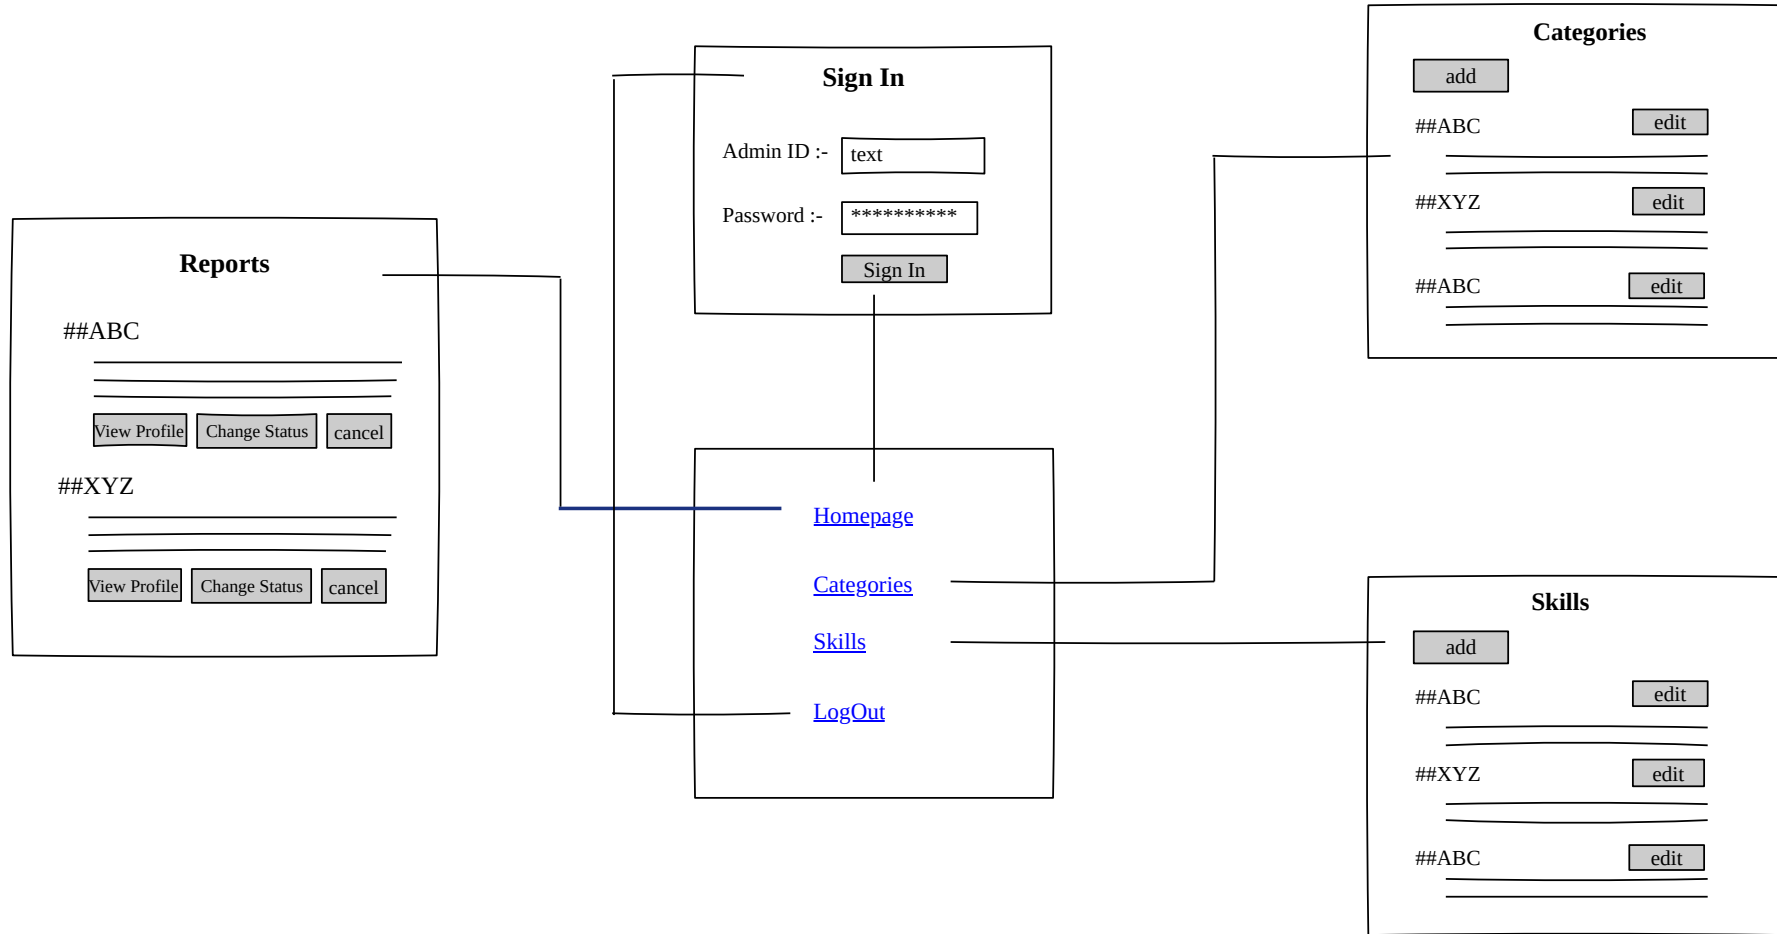 Reports
##ABC
View Profile Change Status cancel
##XYZ
View Profile Change Status cancel
Sign In
Admin ID :- text
Password :- **********
Sign In
Homepage
Categories
Skills
LogOut
Categories
add
##ABC edit
##XYZ edit
##ABC edit
Skills
add
##ABC edit
##XYZ edit
##ABC edit